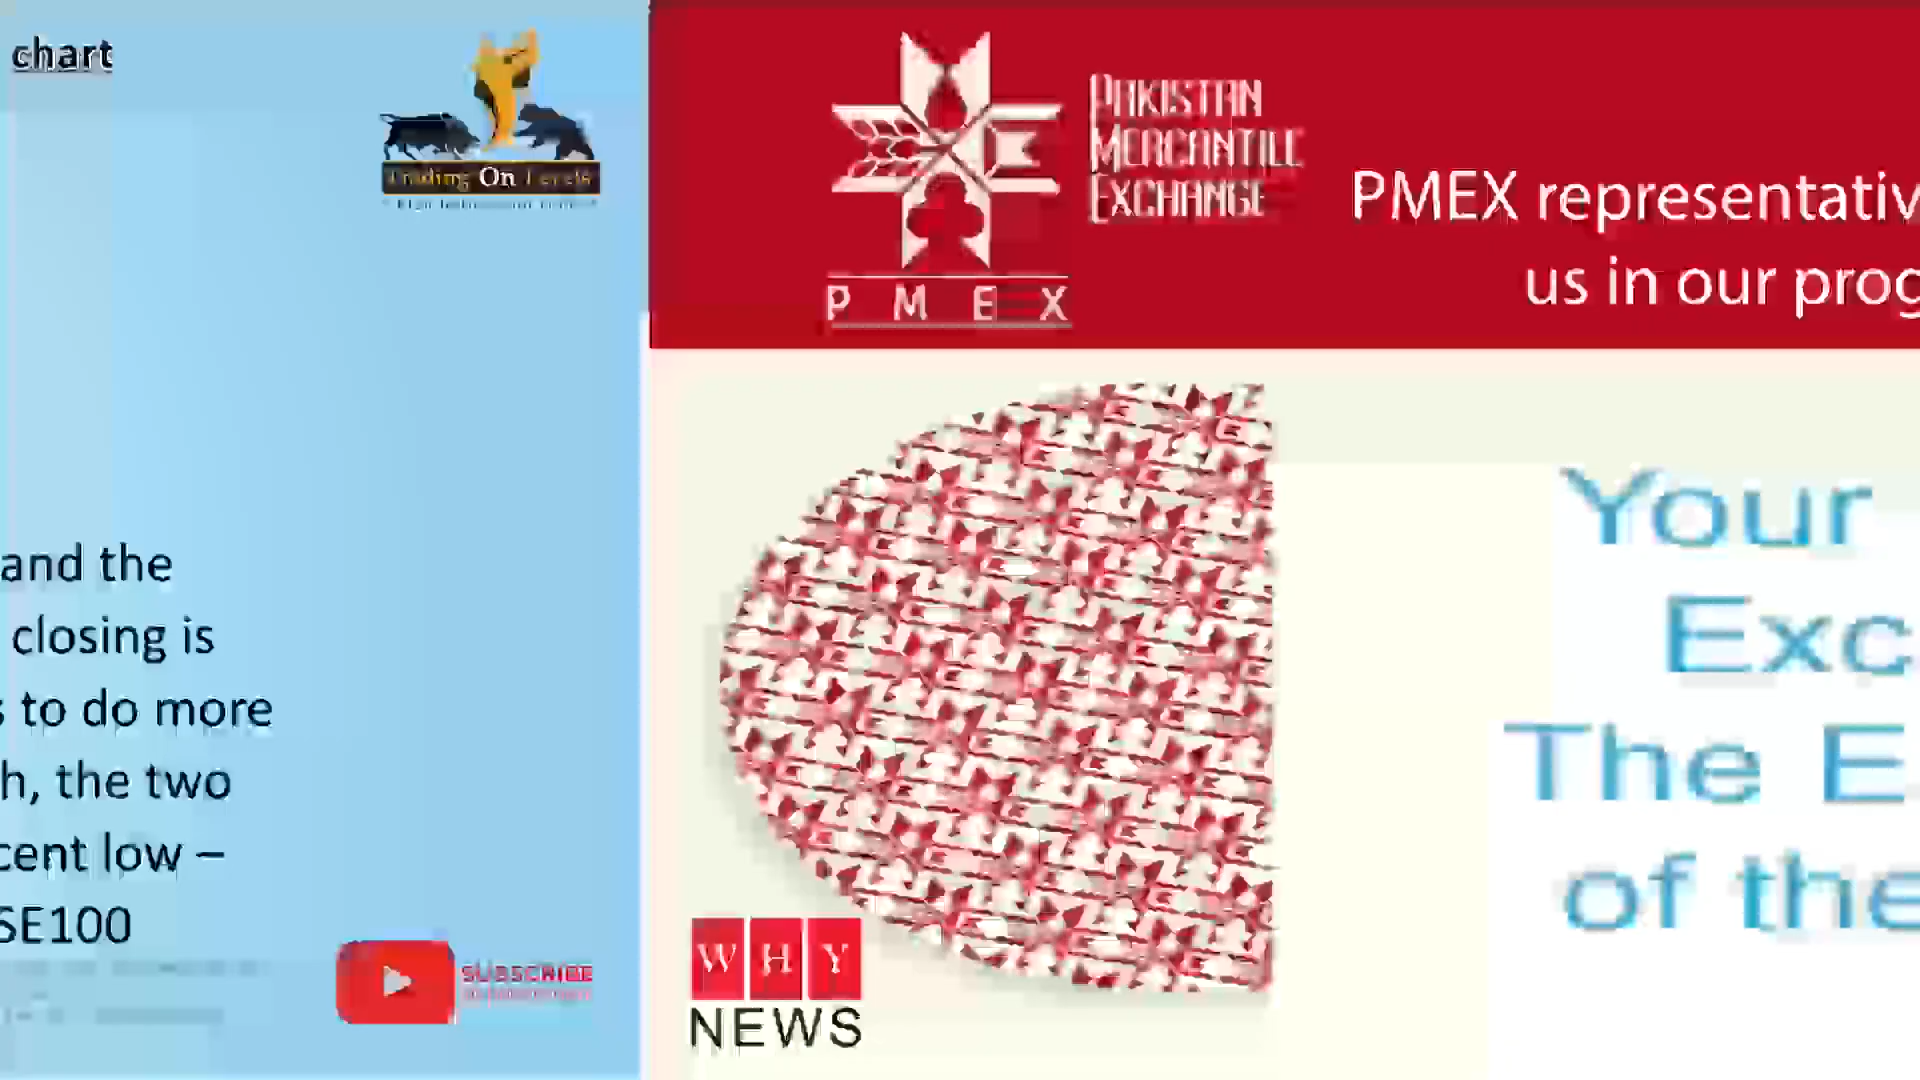 chart
Trading On Levels
and the
closing is
s to do more
h, the two
cent low –
SE100
SUBSCRIBE
PAKISTAN
MERCANTILE
EXCHANGE
P M E X
PMEX representativ
us in our prog
Your
Exc
The E
of the
WHY
NEWS